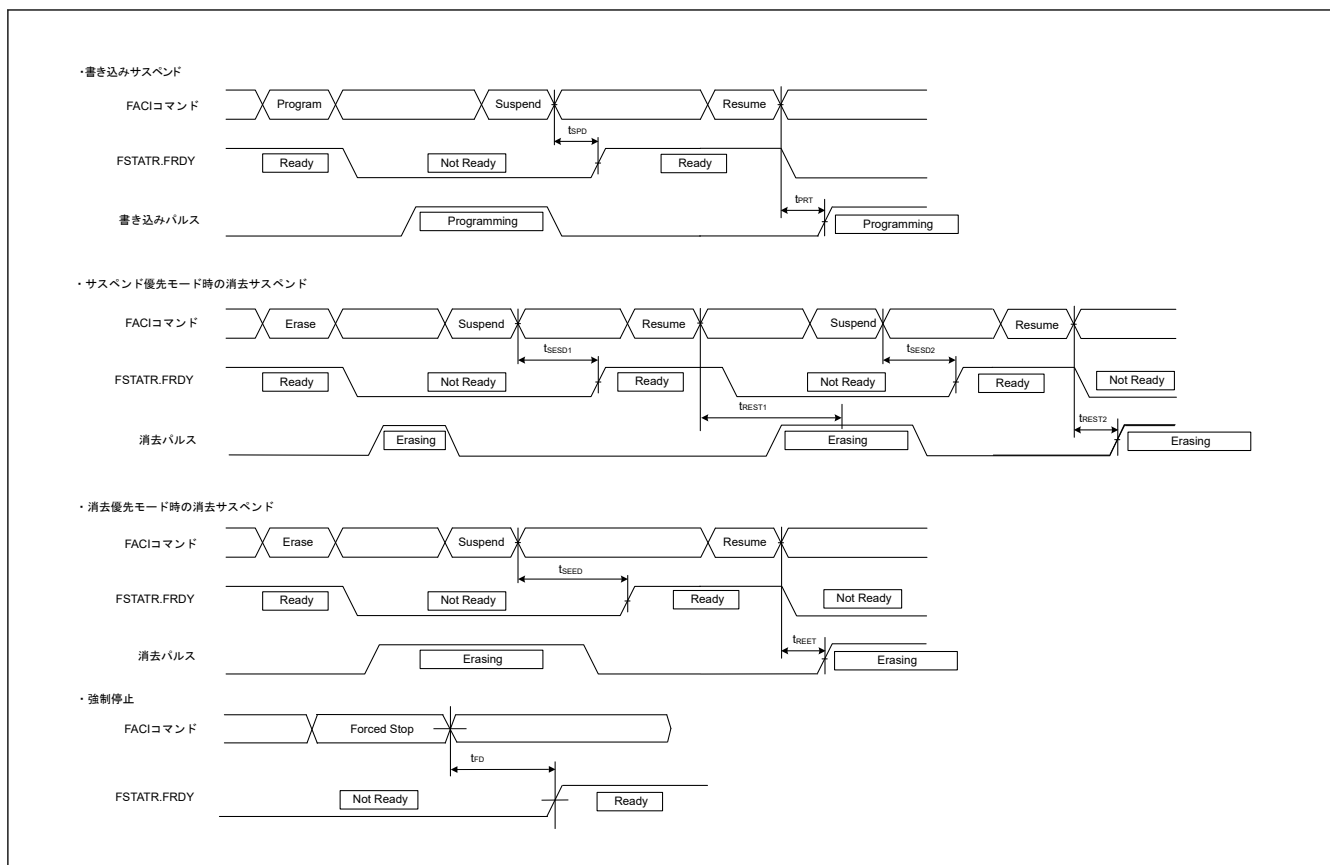 ・書き込みサスペンド
FACIコマンド Program Suspend Resume
tSPD
FSTATR.FRDY Ready Not Ready Ready
tPRT
書き込みパルス Programming Programming
・サスペンド優先モード時の消去サスペンド
FACIコマンド Erase Suspend Resume Suspend Resume
tSESD1 tSESD2
FSTATR.FRDY Ready Not Ready Ready Not Ready Ready Not Ready
tREST1 tREST2
消去パルス Erasing Erasing Erasing
・消去優先モード時の消去サスペンド
FACIコマンド Erase Suspend Resume
tSEED
FSTATR.FRDY Ready Not Ready Ready Not Ready
tREET
消去パルス Erasing Erasing
・強制停止
FACIコマンド Forced Stop
tFD
FSTATR.FRDY Not Ready Ready